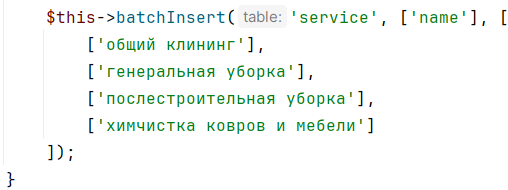 $this->batchInsert( table: 'service', ['name'], [
['общий клининг'],
['генеральная уборка'],
['послестроительная уборка'],
['химчистка ковров и мебели']
]);
}